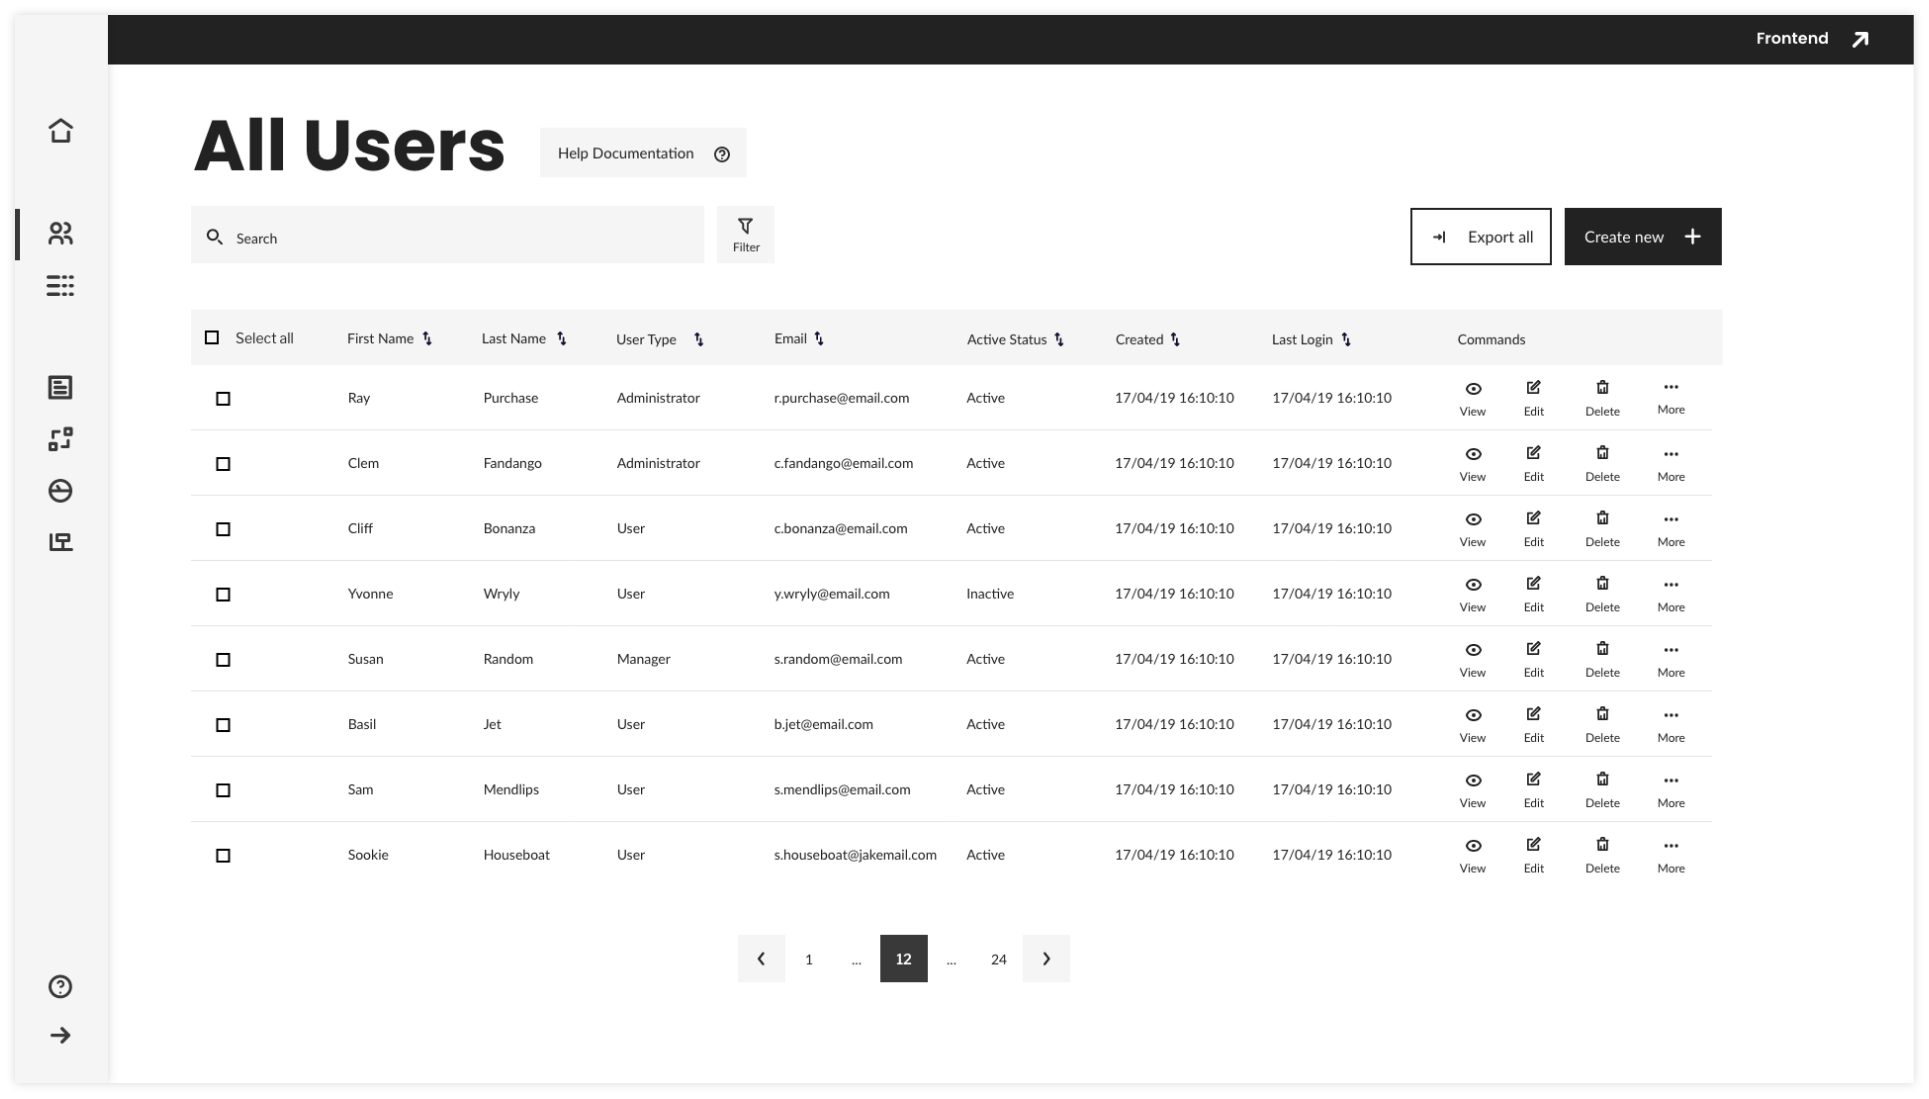 Frontend
All Users
Help Documentation
Search
Filter
Export all
Create new
Select all First Name Last Name User Type Email Active Status Created Last Login Commands
Ray Purchase Administrator r.purchase@email.com Active 17/04/19 16:10:10 17/04/19 16:10:10 View Edit Delete More
Clem Fandango Administrator c.fandango@email.com Active 17/04/19 16:10:10 17/04/19 16:10:10 View Edit Delete More
Cliff Bonanza User c.bonanza@email.com Active 17/04/19 16:10:10 17/04/19 16:10:10 View Edit Delete More
Yvonne Wryly User y.wryly@email.com Inactive 17/04/19 16:10:10 17/04/19 16:10:10 View Edit Delete More
Susan Random Manager s.random@email.com Active 17/04/19 16:10:10 17/04/19 16:10:10 View Edit Delete More
Basil Jet User b.jet@email.com Active 17/04/19 16:10:10 17/04/19 16:10:10 View Edit Delete More
Sam Mendlips User s.mendlips@email.com Active 17/04/19 16:10:10 17/04/19 16:10:10 View Edit Delete More
Sookie Houseboat User s.houseboat@jakemail.com Active 17/04/19 16:10:10 17/04/19 16:10:10 View Edit Delete More
1 ... 12 ... 24